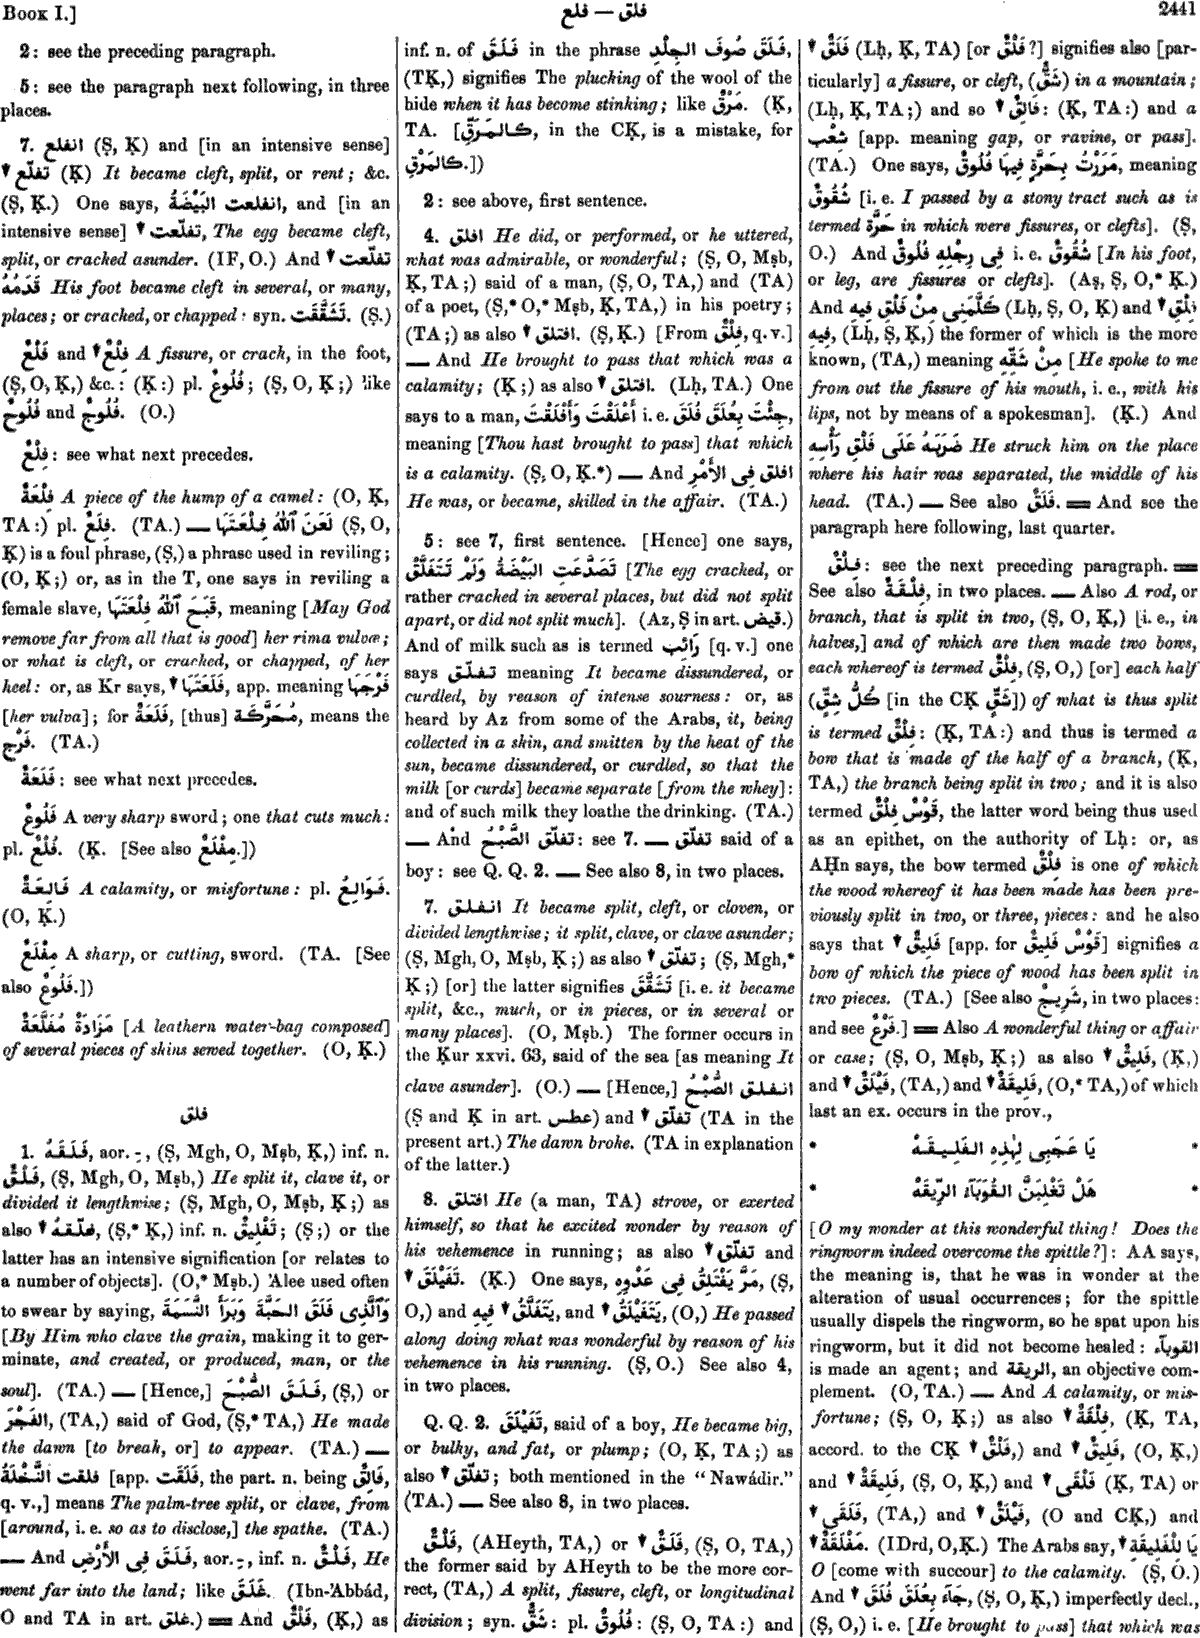 Book I.]
فلق — فلع
2441
2: see the preceding paragraph.
5: see the paragraph next following, in three
places.
7. انفلع (Ṣ, Ḳ) and [in an intensive sense]
▼ تفلّع (Ḳ) It became cleft, split, or rent; &c.
(Ṣ, Ḳ.) One says, انفلعت البَيْضَةُ, and [in an
intensive sense] ▼ تفلّعت, The egg became cleft,
split, or cracked asunder. (IF, O.) And ▼ تفلّعت
قَدَمُهُ His foot became cleft in several, or many,
places; or cracked, or chapped: syn. تَشَقَّقَت. (Ṣ.)
فَلْعٌ and ▼ فِلْعٌ A fissure, or crack, in the foot,
(Ṣ, O, Ḳ,) &c.: (Ḳ:) pl. فُلُوعٌ; (Ṣ, O, Ḳ;) like
فُلُوجٌ and فُلُوحٌ. (O.)
فِلْعٌ: see what next precedes.
فِلْعَةٌ A piece of the hump of a camel: (O, Ḳ,
TA:) pl. فِلَعٌ. (TA.) — لَعَنَ ٱللّٰهُ فِلْعَتَهَا (Ṣ, O,
Ḳ) is a foul phrase, (Ṣ,) a phrase used in reviling;
(O, Ḳ;) or, as in the T, one says in reviling a
female slave, قَبَحَ ٱللّٰهُ فِلْعَتَهَا, meaning [May God
remove far from all that is good] her rima vulvæ;
or what is cleft, or cracked, or chapped, of her
heel: or, as Kr says, ▼ فَلَعَتَهَا, app. meaning فَرْجَهَا
[her vulva]; for فَلَعَةٌ, [thus] مُحَرَّكَة, means the
فَرْج. (TA.)
فَلَعَةٌ: see what next precedes.
فَلُوعٌ A very sharp sword; one that cuts much:
pl. فُلْعٌ. (Ḳ. [See also مِفْلَعٌ.])
فَالِعَةٌ A calamity, or misfortune: pl. فَوَالِعُ.
(O, Ḳ.)
مِفْلَعٌ A sharp, or cutting, sword. (TA. [See
also فَلُوعٌ.])
مَزَادَةٌ مُفَلَّعَةٌ [A leathern water-bag composed]
of several pieces of skins sewed together. (O, Ḳ.)
فلق
1. فَلَقَهُ, aor. ـِ, (Ṣ, Mgh, O, Mṣb, Ḳ,) inf. n.
فَلْقٌ, (Ṣ, Mgh, O, Mṣb,) He split it, clave it, or
divided it lengthwise; (Ṣ, Mgh, O, Mṣb, Ḳ;) as
also ▼ فلّقهُ, (Ṣ,* Ḳ,) inf. n. تَفْلِيقٌ; (Ṣ;) or the
latter has an intensive signification [or relates to
a number of objects]. (O,* Mṣb.) 'Alee used often
to swear by saying, وَٱلَّذِى فَلَقَ الحَبَّةَ وَبَرَأَ النَّسَمَةَ
[By Him who clave the grain, making it to ger-
minate, and created, or produced, man, or the
soul]. (TA.) — [Hence,] فَلَقَ الصُّبْحَ, (Ṣ,) or
الفَجْرَ, (TA,) said of God, (Ṣ,* TA,) He made
the dawn [to break, or] to appear. (TA.) —
فلقت النَّخْلَةُ [app. فَلَقَت, the part. n. being فَالِقٌ,
q. v.,] means The palm-tree split, or clave, from
[around, i. e. so as to disclose,] the spathe. (TA.)
— And فَلَقَ فِى الأَرْضِ, aor. ـِ, inf. n. فَلْقٌ, He
went far into the land; like غَلَقَ. (Ibn-'Abbád,
O and TA in art. غلق.) = And فَلْقٌ, (Ḳ,) as
inf. n. of فَلَقَ in the phrase فَلَقَ صُوفَ الجِلْدِ,
(TḲ,) signifies The plucking of the wool of the
hide when it has become stinking; like مَرْقٌ. (Ḳ,
TA. [كالمَرَقِ, in the CḲ, is a mistake, for
كالمَرْقِ.])
2: see above, first sentence.
4. افلق He did, or performed, or he uttered,
what was admirable, or wonderful; (Ṣ, O, Mṣb,
Ḳ, TA;) said of a man, (Ṣ, O, TA,) and (TA)
of a poet, (Ṣ,* O,* Mṣb, Ḳ, TA,) in his poetry;
(TA;) as also ▼ افتلق. (Ṣ, Ḳ.) [From فِلْقٌ, q. v.]
— And He brought to pass that which was a
calamity; (Ḳ;) as also ▼ افتلق. (Lḥ, TA.) One
says to a man, أَعْلَقْتَ وَأَفْلَقْتَ i. e. جِئْتَ بِعُلَقَ فُلَقَ,
meaning [Thou hast brought to pass] that which
is a calamity. (Ṣ, O, Ḳ.*) — And افلق فِى الأَمْرِ
He was, or became, skilled in the affair. (TA.)
5: see 7, first sentence. [Hence] one says,
تَصَدَّعَتِ البَيْضَةُ وَلَمْ تَتَفَلَّقْ [The egg cracked, or
rather cracked in several places, but did not split
apart, or did not split much]. (Az, Ṣ in art. قيض.)
And of milk such as is termed رَائِب [q. v.] one
says تفلّق meaning It became dissundered, or
curdled, by reason of intense sourness: or, as
heard by Az from some of the Arabs, it, being
collected in a skin, and smitten by the heat of the
sun, became dissundered, or curdled, so that the
milk [or curds] became separate [from the whey]:
and of such milk they loathe the drinking. (TA.)
— And تفلّق الصُّبْحُ: see 7. — تفلّق said of a
boy: see Q. Q. 2. — See also 8, in two places.
7. انفلق It became split, cleft, or cloven, or
divided lengthwise; it split, clave, or clave asunder;
(Ṣ, Mgh, O, Mṣb, Ḳ;) as also ▼ تفلّق; (Ṣ, Mgh,*
Ḳ;) [or] the latter signifies تَشَقَّقَ [i. e. it became
split, &c., much, or in pieces, or in several or
many places]. (O, Mṣb.) The former occurs in
the Ḳur xxvi. 63, said of the sea [as meaning It
clave asunder]. (O.) — [Hence,] انفلق الصُّبْحُ
(Ṣ and Ḳ in art. عطس) and ▼ تفلّق (TA in the
present art.) The dawn broke. (TA in explanation
of the latter.)
8. افتلق He (a man, TA) strove, or exerted
himself, so that he excited wonder by reason of
his vehemence in running; as also ▼ تفلّق and
▼ تَفَيْلَقَ. (Ḳ.) One says, مَرَّ يَفْتَلِقُ فِى عَدْوِهِ, (Ṣ,
O,) and ▼ يَتَفَلَّقُ فِيهِ, and ▼ يَتَفَيْلَقُ, (O,) He passed
along doing what was wonderful by reason of his
vehemence in his running. (Ṣ, O.) See also 4,
in two places.
Q. Q. 2. تَفَيْلَقَ, said of a boy, He became big,
or bulky, and fat, or plump; (O, Ḳ, TA;) as
also ▼ تفلّق; both mentioned in the "Nawádir."
(TA.) — See also 8, in two places.
فَلْقٌ, (AHeyth, TA,) or ▼ فَلَقٌ, (Ṣ, O, TA,)
the former said by AHeyth to be the more cor-
rect, (TA,) A split, fissure, cleft, or longitudinal
division; syn. شَقٌّ: pl. فُلُوقٌ: (Ṣ, O, TA:) and
▼ فَلَقٌ (Lḥ, Ḳ, TA) [or فَلْقٌ?] signifies also [par-
ticularly] a fissure, or cleft, (شَقٌّ) in a mountain;
(Lḥ, Ḳ, TA;) and so ▼ فَالِقٌ: (Ḳ, TA:) and a
شِعْب [app. meaning gap, or ravine, or pass].
(TA.) One says, مَرَرْتُ بِحَرَّةٍ فِيهَا فُلُوقٌ, meaning
شُقُوقٌ [i. e. I passed by a stony tract such as is
termed حَرَّة in which were fissures, or clefts]. (Ṣ,
O.) And فِى رِجْلِهِ فُلُوقٌ i. e. شُقُوقٌ [In his foot,
or leg, are fissures or clefts]. (Aṣ, Ṣ, O,* Ḳ.)
And كَلَّمَنِى مِنْ فَلْقِ فِيهِ (Lḥ, Ṣ, O, Ḳ) and ▼ فِلْقِ
فِيهِ, (Lḥ, Ṣ, Ḳ,) the former of which is the more
known, (TA,) meaning مِنْ شَقِّهِ [He spoke to me
from out the fissure of his mouth, i. e., with his
lips, not by means of a spokesman]. (Ḳ.) And
ضَرَبَهُ عَلَى فَلْقِ رَأْسِهِ He struck him on the place
where his hair was separated, the middle of his
head. (TA.) — See also فَلَقٌ. = And see the
paragraph here following, last quarter.
فِلْقٌ: see the next preceding paragraph. =
See also فِلْقَةٌ, in two places. — Also A rod, or
branch, that is split in two, (Ṣ, O, Ḳ,) [i. e., in
halves,] and of which are then made two bows,
each whereof is termed فِلْقٌ, (Ṣ, O,) [or] each half
(كُلُّ شِقٍّ [in the CḲ شَقٍّ]) of what is thus split
is termed فِلْقٌ: (Ḳ, TA:) and thus is termed a
bow that is made of the half of a branch, (Ḳ,
TA,) the branch being split in two; and it is also
termed قَوْسٌ فِلْقٌ, the latter word being thus used
as an epithet, on the authority of Lḥ: or, as
AḤn says, the bow termed فِلْقٌ is one of which
the wood whereof it has been made has been pre-
viously split in two, or three, pieces: and he also
says that ▼ فَلِيقٌ [app. for قَوْسٌ فَلِيقٌ] signifies a
bow of which the piece of wood has been split in
two pieces. (TA.) [See also شَرِيجٌ, in two places:
and see فَرْعٌ.] = Also A wonderful thing or affair
or case; (Ṣ, O, Mṣb, Ḳ;) as also ▼ فَلِيقٌ, (Ḳ,)
and ▼ فَيْلَقٌ, (TA,) and ▼ فَلِيقَةٌ, (O,* TA,) of which
last an ex. occurs in the prov.,
* يَا عَجَبِى لِهٰذِهِ الفَلِيقَهْ *
* هَلْ تَغْلِبَنَّ القُوَبَآءَ الرِّيقَهْ *
[O my wonder at this wonderful thing! Does the
ringworm indeed overcome the spittle?]: AA says,
the meaning is, that he was in wonder at the
alteration of usual occurrences; for the spittle
usually dispels the ringworm, so he spat upon his
ringworm, but it did not become healed: القوبآء
is made an agent; and الريقة, an objective com-
plement. (O, TA.) — And A calamity, or mis-
fortune; (Ṣ, O, Ḳ;) as also ▼ فِلْقَةٌ, (Ḳ, TA,
accord. to the CḲ ▼ فَلْقٌ,) and ▼ فَلِيقٌ, (O, Ḳ,)
and ▼ فَلِيقَةٌ, (Ṣ, O, Ḳ,) and ▼ فَلْقَى (Ḳ, TA) or
▼ فَلَقَى, (TA,) and ▼ فَيْلَقٌ, (O and CḲ,) and
▼ مَفْلَقَةٌ. (IDrd, O, Ḳ.) The Arabs say, ▼ يَا لَلْفَلِيقَةِ
O [come with succour] to the calamity. (Ṣ, O.)
And جَآءَ بِعُلَقَ فُلَقَ, (Ṣ, O, Ḳ,) imperfectly decl.,
(Ṣ, O,) i. e. [He brought to pass] that which was